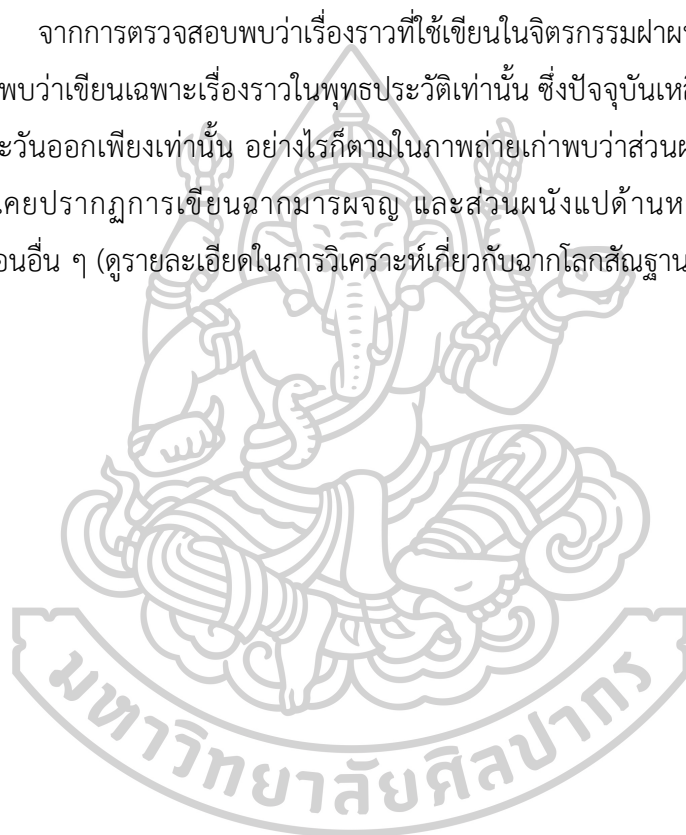 จากการตรวจสอบพบว่าเรื่องราวที่ใช้เขียนในจิตรกรรมฝาผน
พบว่าเขียนเฉพาะเรื่องราวในพุทธประวัติเท่านั้น ซึ่งปัจจุบันเหลื
ะวันออกเพียงเท่านั้น อย่างไรก็ตามในภาพถ่ายเก่าพบว่าส่วนผ
เคยปรากฏการเขียนฉากมารผจญ และส่วนผนังแปด้านห
อนอื่น ๆ (ดูรายละเอียดในการวิเคราะห์เกี่ยวกับฉากโลกสัณฐาน
มหาวิทยาลัยศิลปากร